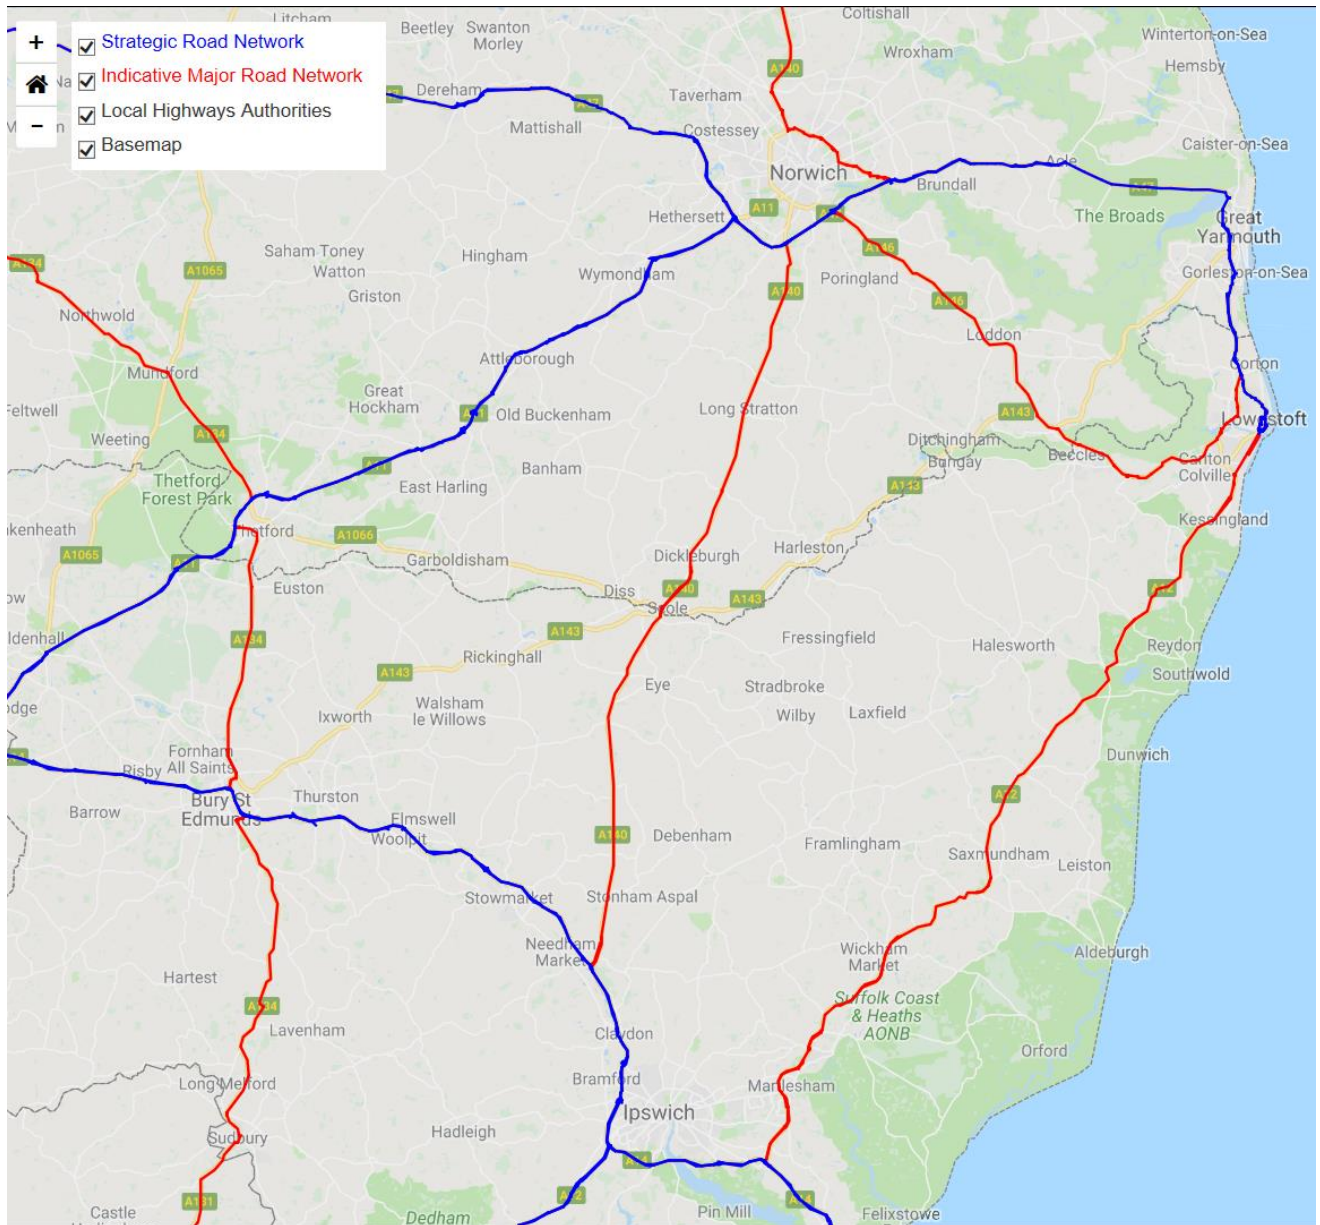 Litcham
Beetley
Swanton
Morley
Coltishall
Winterton-on-Sea
+
Strategic Road Network
Wroxham
Hemsby
Indicative Major Road Network
A140
Dereham
Taverham
Local Highways Authorities
Mattishall
Costessey
−
Basemap
Caister-on-Sea
Acle
Norwich
Brundall
A11
Hethersett
The Broads
Great
Yarmouth
Saham Toney
Watton
Hingham
A146
A1065
Wymondham
Poringland
Gorleston-on-Sea
Griston
A140
A146
Northwold
Loddon
Attleborough
Corton
Mundford
Great
Hockham
Feltwell
Old Buckenham
Long Stratton
A143
Lowestoft
Weeting
A134
Ditchingham
Bungay
Beccles
Carlton
Colville
Banham
Thetford
Forest Park
East Harling
A143
Kessingland
Thetford
A1066
A1065
Garboldisham
Dickleburgh
Harleston
Euston
Diss
A140
A143
A12
Scole
A134
A143
Fressingfield
Halesworth
Reydon
Rickinghall
A143
Eye
Stradbroke
Southwold
Walsham
le Willows
Ixworth
Wilby
Laxfield
Fornham
All Saints
Risby
Dunwich
Bury St
Edmunds
Thurston
A12
Barrow
Elmswell
Woolpit
A140
Debenham
Framlingham
Saxmundham
Leiston
Stowmarket
Stonham Aspal
Needham
Market
Wickham
Market
Aldeburgh
Hartest
A134
Suffolk Coast
& Heaths
AONB
Lavenham
Claydon
Orford
Long Melford
Bramford
Martlesham
Ipswich
Sudbury
Hadleigh
A14
A12
A14
A131
Castle
Dedham
Pin Mill
Felixstowe